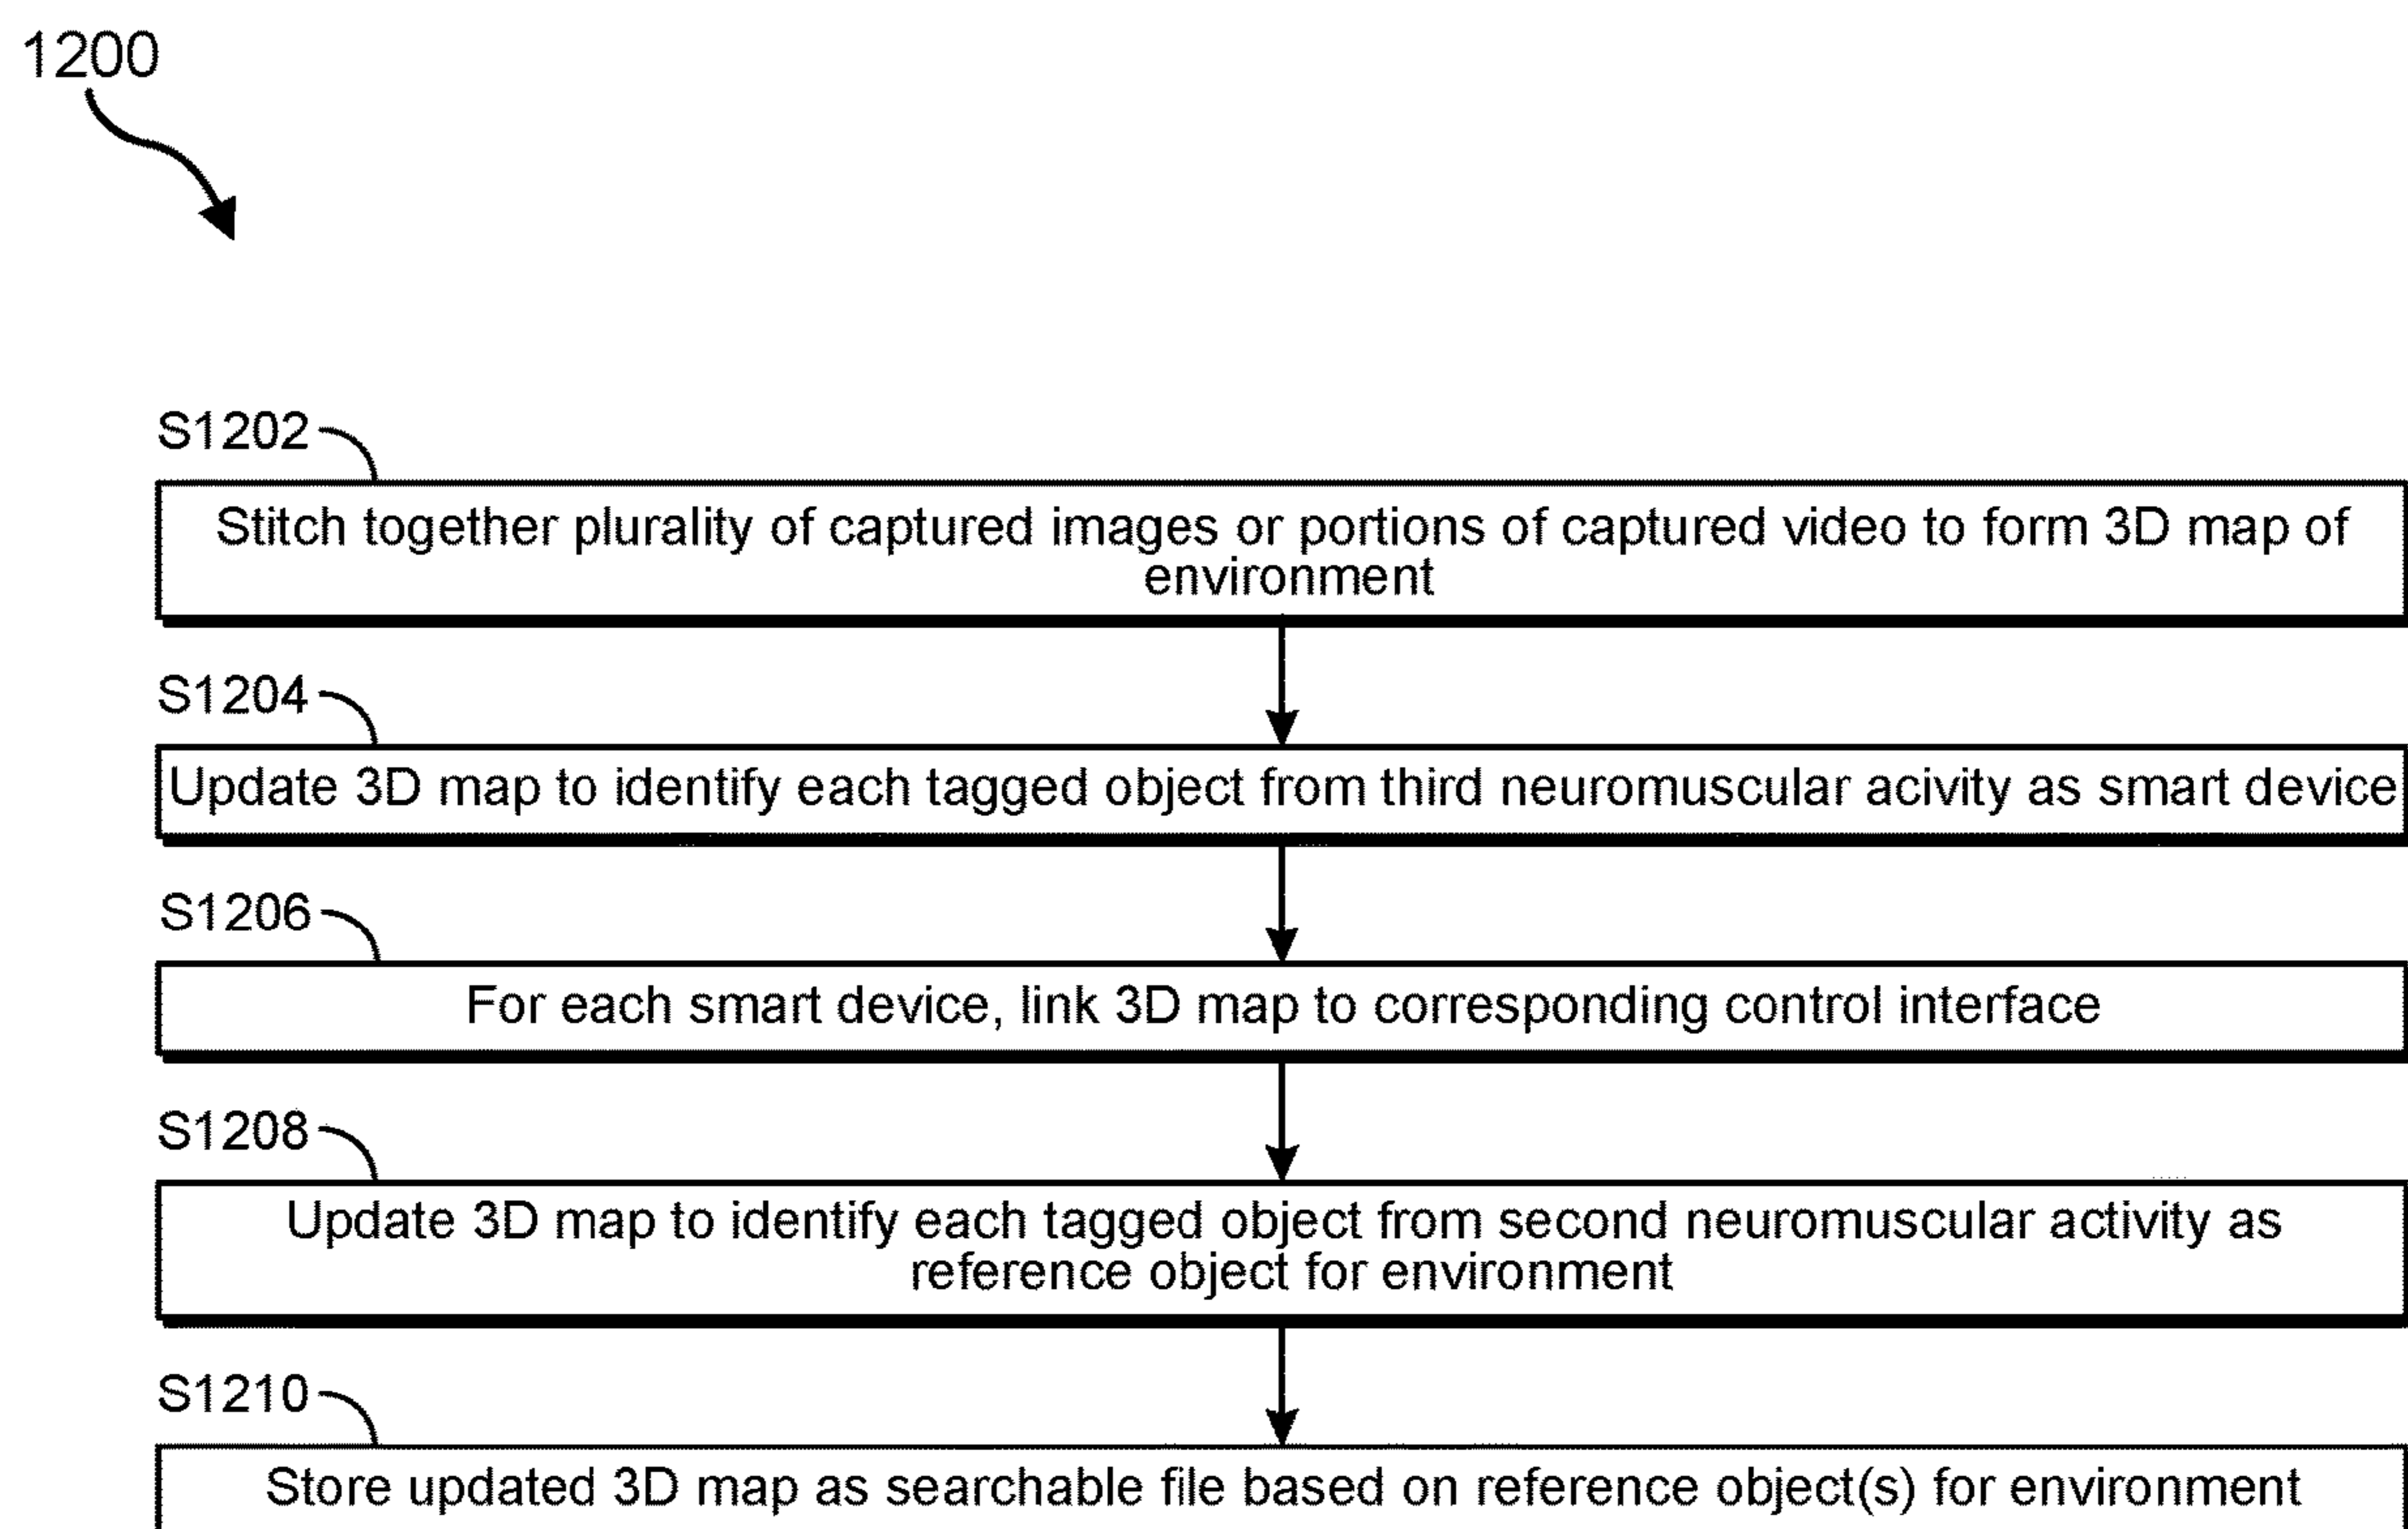 1200
S1202
Stitch together plurality of captured images or portions of captured video to form 3D map of
environment
S1204
Update 3D map to identify each tagged object from third neuromuscular acivity as smart device
S1206
For each smart device, link 3D map to corresponding control interface
S1208
Update 3D map to identify each tagged object from second neuromuscular activity as
reference object for environment
S1210
Store updated 3D map as searchable file based on reference object(s) for environment